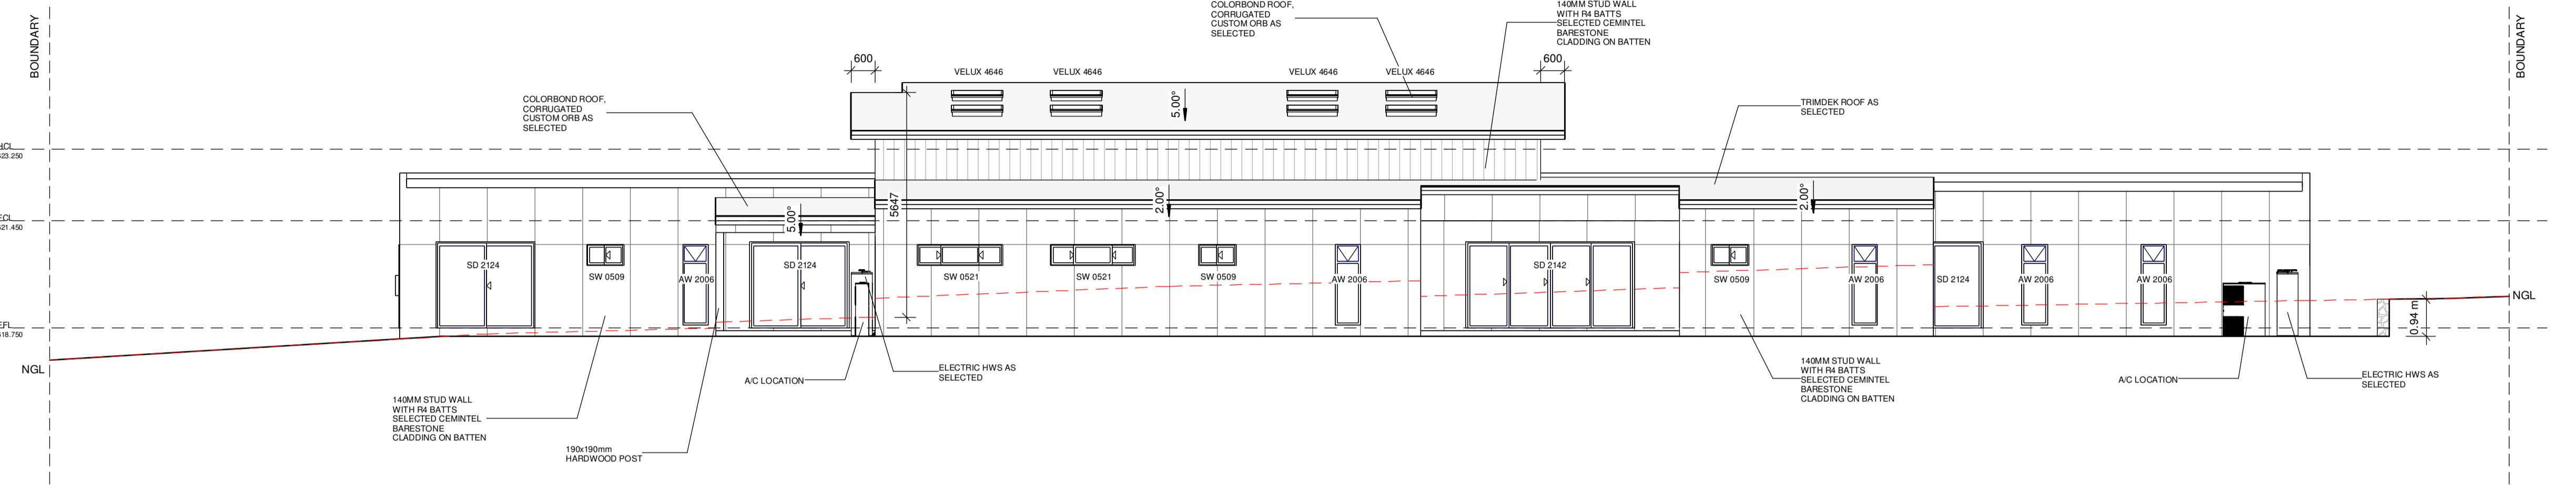 BOUNDARY
COLORBOND ROOF,
CORRUGATED
CUSTOM ORB AS
SELECTED
140MM STUD WALL
WITH R4 BATTS
SELECTED CEMINTEL
BARESTONE
CLADDING ON BATTEN
BOUNDARY
600
600
VELUX 4646
VELUX 4646
VELUX 4646
VELUX 4646
COLORBOND ROOF,
CORRUGATED
CUSTOM ORB AS
SELECTED
5.00°
TRIMDEK ROOF AS
SELECTED
23.250
5647
2.00°
2.00°
5.00°
21.450
SD 2124
SW 0509
AW 2006
SD 2124
SW 0521
SW 0521
SW 0509
AW 2006
SD 2142
SW 0509
AW 2006
SD 2124
AW 2006
AW 2006
NGL
0.94 m
18.750
NGL
A/C LOCATION
ELECTRIC HWS AS
SELECTED
140MM STUD WALL
WITH R4 BATTS
SELECTED CEMINTEL
BARESTONE
CLADDING ON BATTEN
A/C LOCATION
ELECTRIC HWS AS
SELECTED
140MM STUD WALL
WITH R4 BATTS
SELECTED CEMINTEL
BARESTONE
CLADDING ON BATTEN
190x190mm
HARDWOOD POST